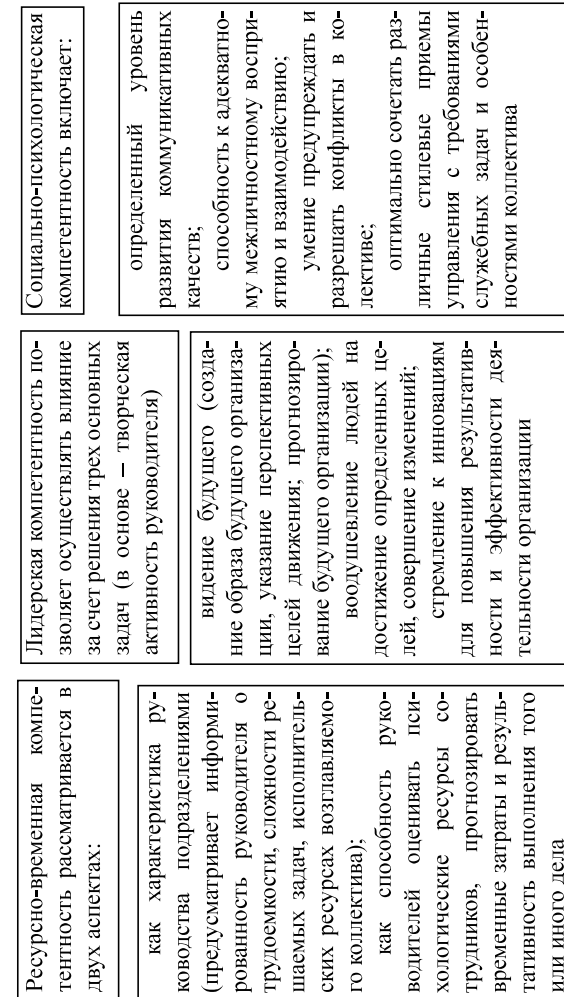 Ресурсно-временная компе-
тентность рассматривается в
двух аспектах:
как характеристика ру-
ководства подразделениями
(предусматривает информи-
рованность руководителя о
трудоемкости, сложности ре-
шаемых задач, исполнитель-
ских ресурсах возглавляемо-
го коллектива);
как способность руко-
водителей оценивать пси-
хологические ресурсы со-
трудников, прогнозировать
временные затраты и резуль-
тативность выполнения того
или иного дела
Лидерская компетентность по-
зволяет осуществлять влияние
за счет решения трех основных
задач (в основе – творческая
активность руководителя)
видение будущего (созда-
ние образа будущего организа-
ции, указание перспективных
целей движения; прогнозиро-
вание будущего организации);
воодушевление людей на
достижение определенных це-
лей, совершение изменений;
стремление к инновациям
для повышения результатив-
ности и эффективности дея-
тельности организации
Социально-психологическая
компетентность включает:
определенный уровень
развития коммуникативных
качеств;
способность к адекватно-
му межличностному воспри-
ятию и взаимодействию;
умение предупреждать и
разрешать конфликты в ко-
лективе;
оптимально сочетать раз-
личные стилевые приемы
управления с требованиями
служебных задач и особен-
ностями коллектива